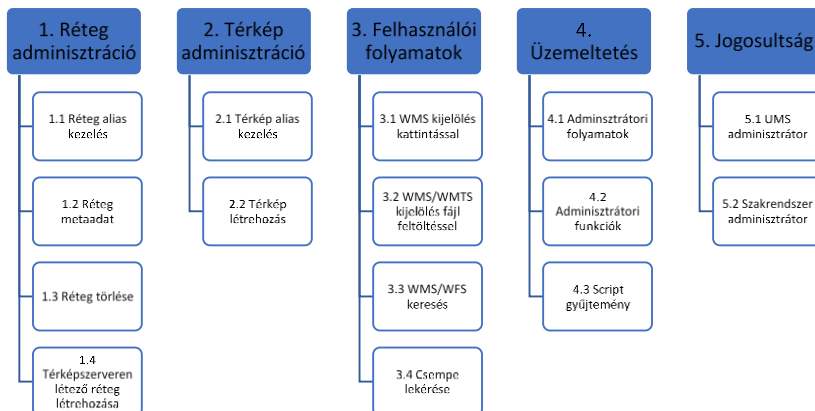 1. Réteg
adminisztráció
1.1 Réteg alias
kezelés
1.2 Réteg
metaadat
1.3 Réteg törlése
1.4
Térképszerveren
létező réteg
létrehozása
2. Térkép
adminisztráció
2.1 Térkép alias
kezelés
2.2 Térkép
létrehozás
3. Felhasználói
folyamatok
3.1 WMS kijelölés
kattintással
3.2 WMS/WMTS
kijelölés fájl
feltöltéssel
3.3 WMS/WFS
keresés
3.4 Csempe
lekérése
4.
Üzemeltetés
4.1 Adminsztrátori
folyamatok
4.2
Adminisztrátori
funkciók
4.3 Script
gyűjtemény
5. Jogosultság
5.1 UMS
adminisztrátor
5.2 Szakrendszer
adminisztrátor